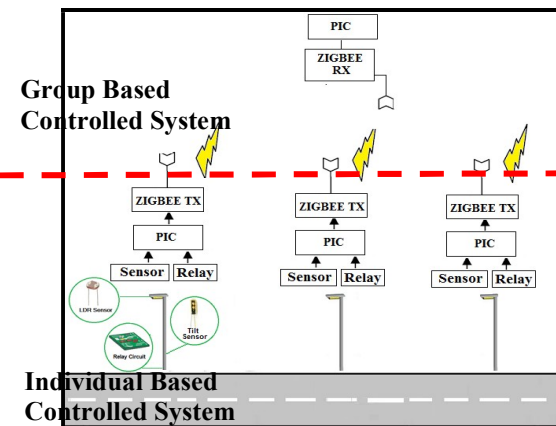 PIC
ZIGBEE
RX
Group Based
Controlled System
ZIGBEE TX
PIC
Sensor
Relay
ZIGBEE TX
PIC
Sensor
Relay
ZIGBEE TX
PIC
Sensor
Relay
LDR Sensor
Tilt
Sensor
Relay Circuit
Individual Based
Controlled System